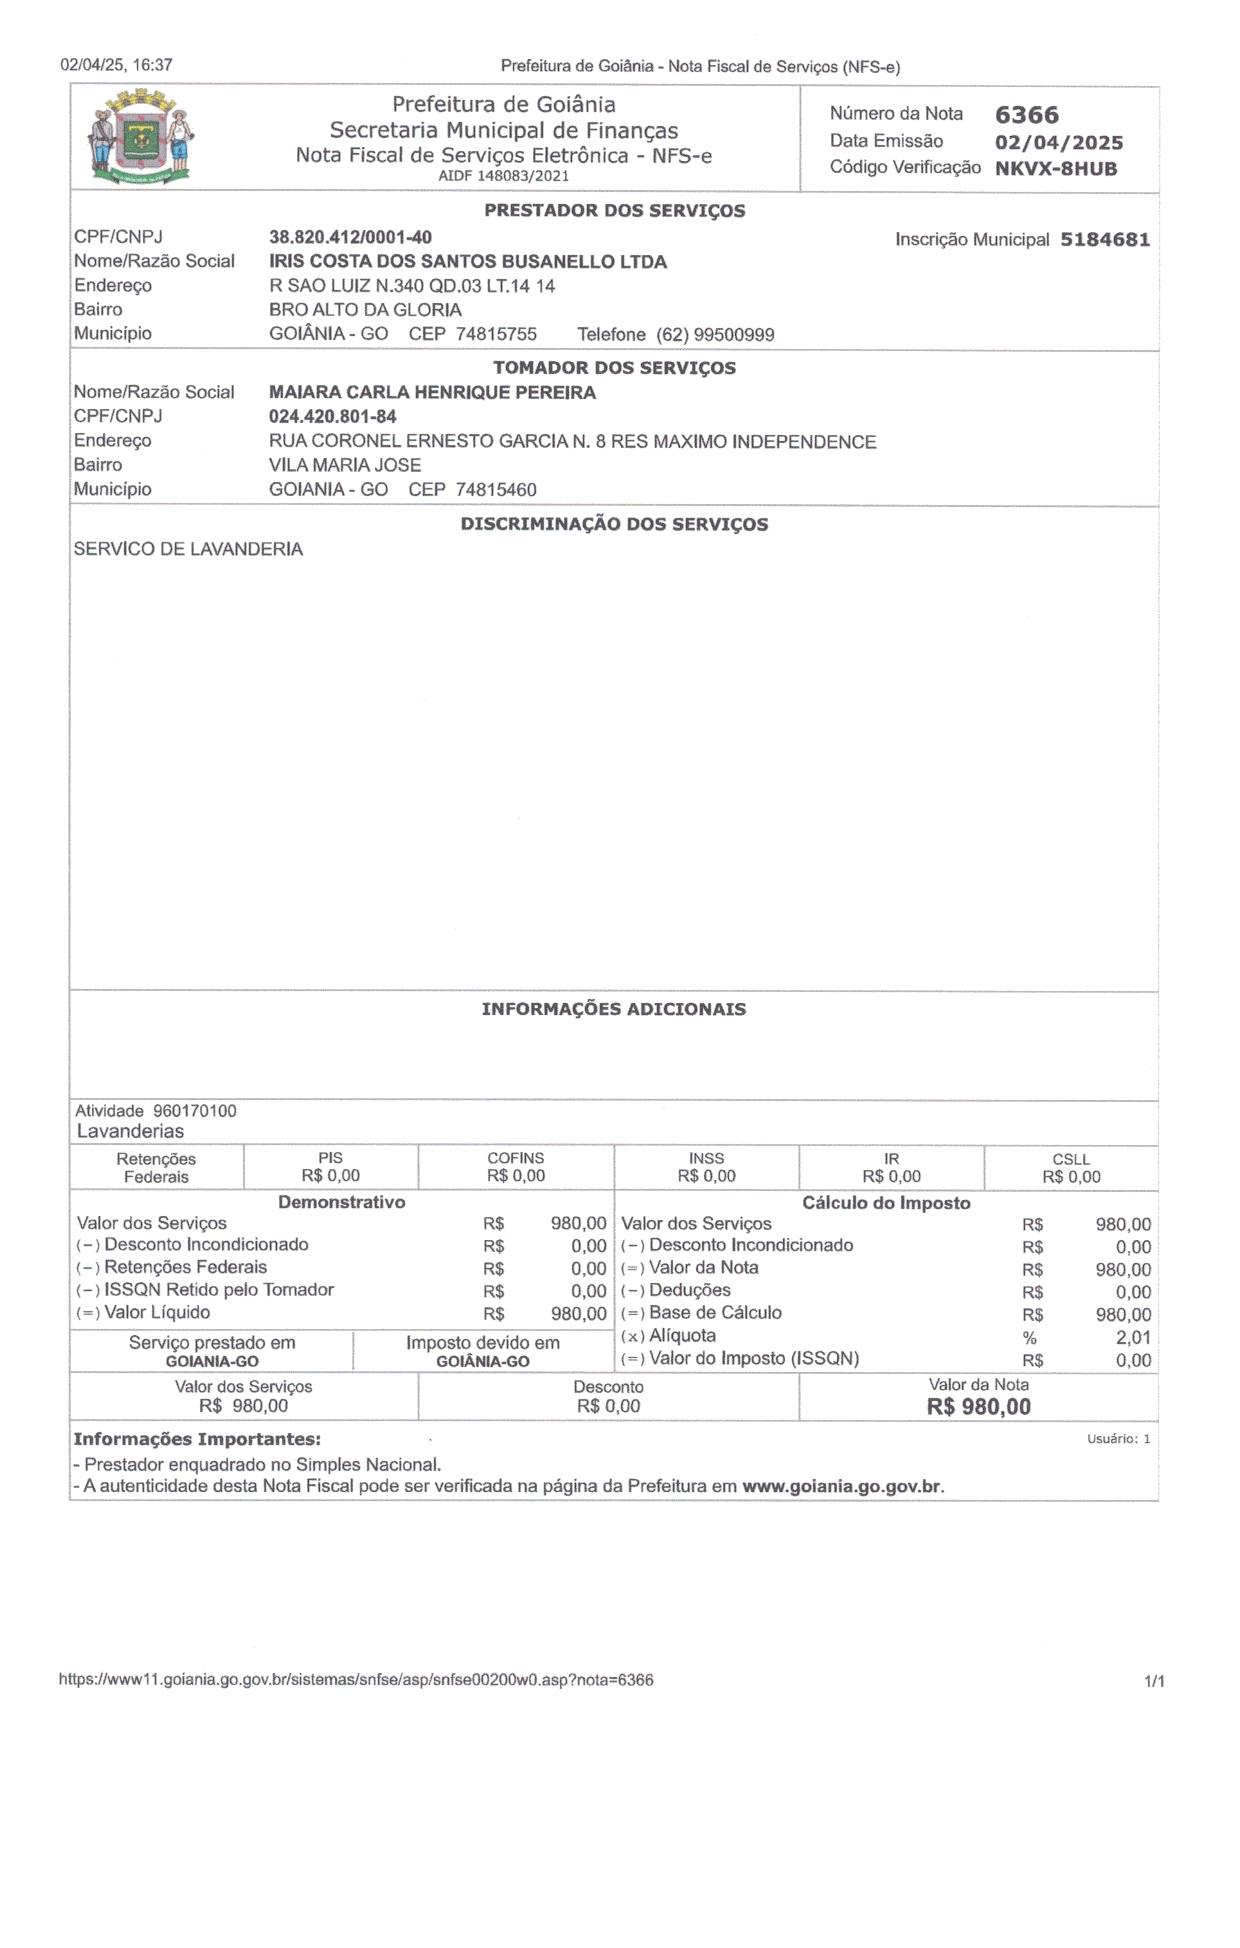 02/04/25, 16:37 Prefeitura de Goiânia - Nota Fiscal de Serviços (NFS-e)
Prefeitura de Goiânia
Secretaria Municipal de Finanças
Nota Fiscal de Serviços Eletrônica - NFS-e
AIDF 148083/2021
Número da Nota 6366
Data Emissão 02/04/2025
Código Verificação NKVX-8HUB
PRESTADOR DOS SERVIÇOS
CPF/CNPJ 38.820.412/0001-40 Inscrição Municipal 5184681
Nome/Razão Social IRIS COSTA DOS SANTOS BUSANELLO LTDA
Endereço R SAO LUIZ N.340 QD.03 LT.14 14
Bairro BRO ALTO DA GLORIA
Município GOIÂNIA - GO CEP 74815755 Telefone (62) 99500999
TOMADOR DOS SERVIÇOS
Nome/Razão Social MAIARA CARLA HENRIQUE PEREIRA
CPF/CNPJ 024.420.801-84
Endereço RUA CORONEL ERNESTO GARCIA N. 8 RES MAXIMO INDEPENDENCE
Bairro VILA MARIA JOSE
Município GOIANIA - GO CEP 74815460
DISCRIMINAÇÃO DOS SERVIÇOS
SERVICO DE LAVANDERIA
INFORMAÇÕES ADICIONAIS
Atividade 960170100
Lavanderias
Retenções Federais PIS R$ 0,00 COFINS R$ 0,00 INSS R$ 0,00 IR R$ 0,00 CSLL R$ 0,00
Demonstrativo Cálculo do Imposto
Valor dos Serviços R$ 980,00 Valor dos Serviços R$ 980,00
(−) Desconto Incondicionado R$ 0,00 (−) Desconto Incondicionado R$ 0,00
(−) Retenções Federais R$ 0,00 (=) Valor da Nota R$ 980,00
(−) ISSQN Retido pelo Tomador R$ 0,00 (−) Deduções R$ 0,00
(=) Valor Líquido R$ 980,00 (=) Base de Cálculo R$ 980,00
(x) Alíquota % 2,01
(=) Valor do Imposto (ISSQN) R$ 0,00
Serviço prestado em Imposto devido em
GOIANIA-GO GOIÂNIA-GO
Valor dos Serviços Desconto Valor da Nota
R$ 980,00 R$ 0,00 R$ 980,00
Informações Importantes: Usuário: 1
- Prestador enquadrado no Simples Nacional.
- A autenticidade desta Nota Fiscal pode ser verificada na página da Prefeitura em www.goiania.go.gov.br.
https://www11.goiania.go.gov.br/sistemas/snfse/asp/snfse00200w0.asp?nota=6366 1/1